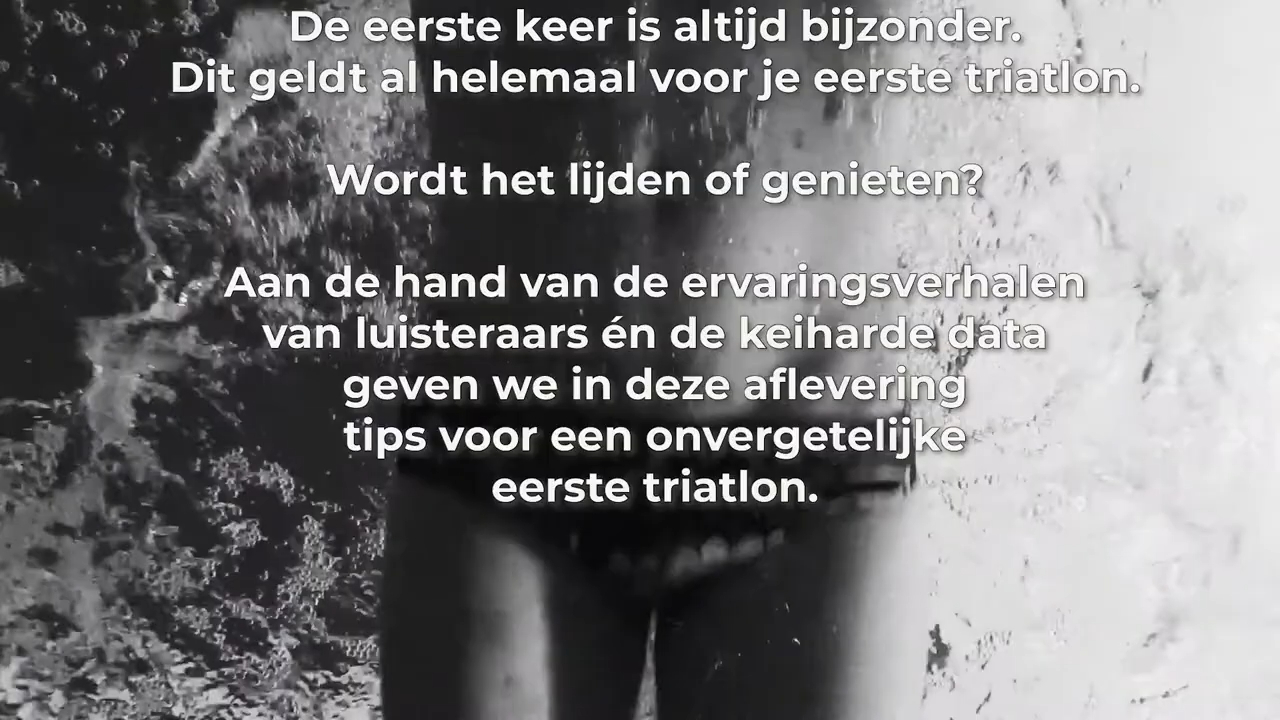 De eerste keer is altijd bijzonder.
Dit geldt al helemaal voor je eerste triatlon.
Wordt het lijden of genieten?
Aan de hand van de ervaringsverhalen
van luisteraars én de keiharde data
geven we in deze aflevering
tips voor een onvergetelijke
eerste triatlon.